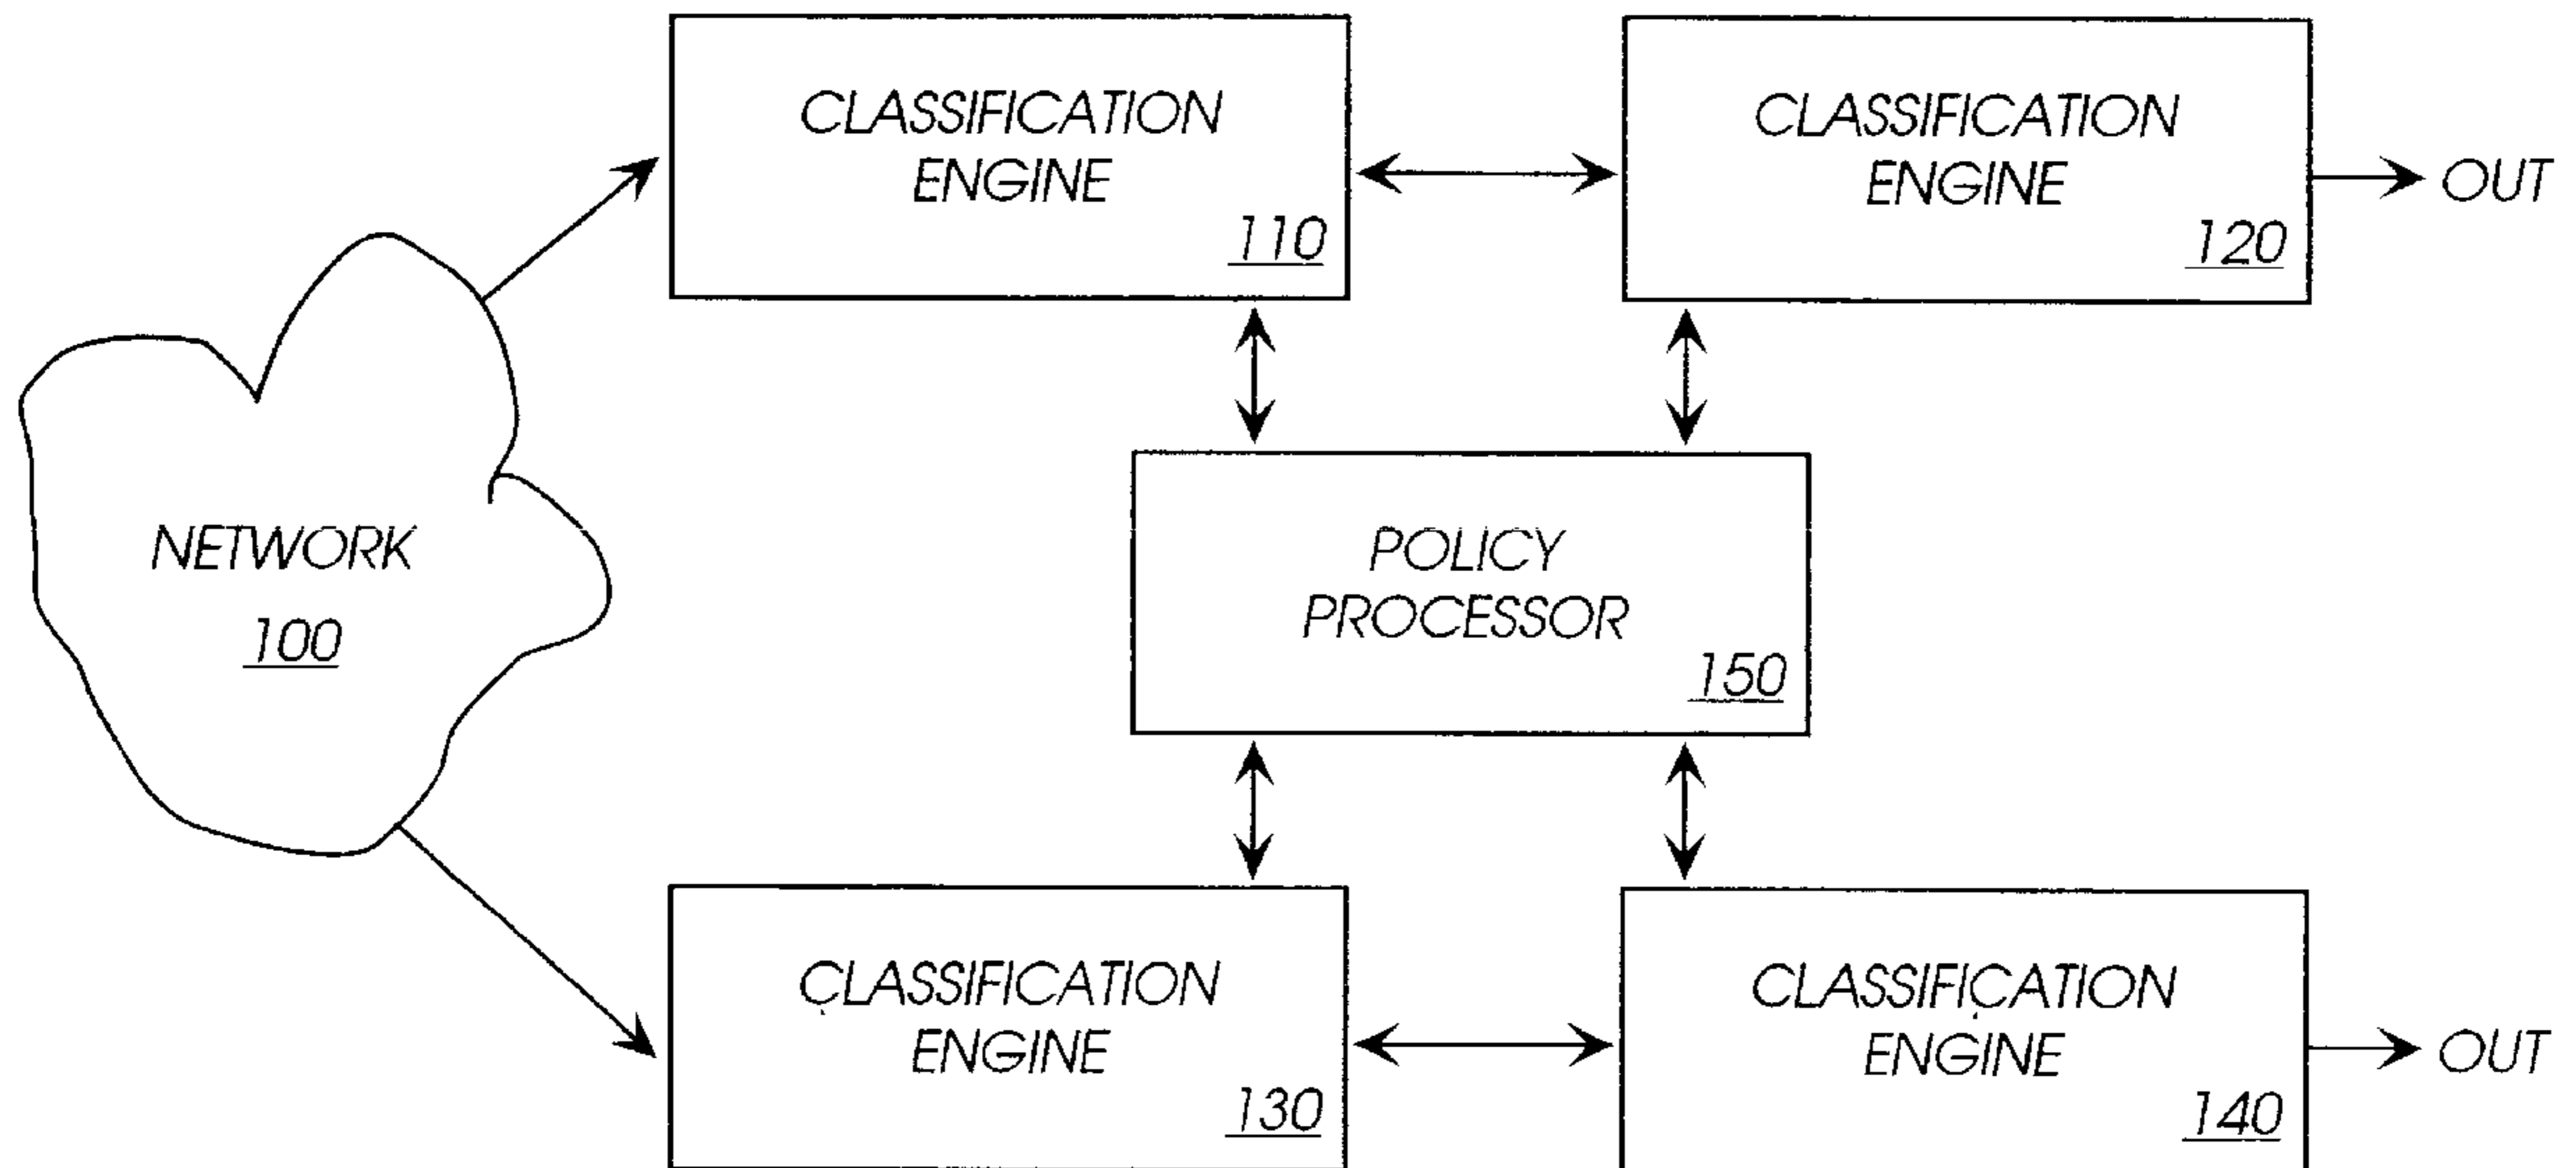 CLASSIFICATION
ENGINE
110
CLASSIFICATION
ENGINE
120
OUT
NETWORK
100
POLICY
PROCESSOR
150
CLASSIFICATION
ENGINE
130
CLASSIFICATION
ENGINE
140
OUT